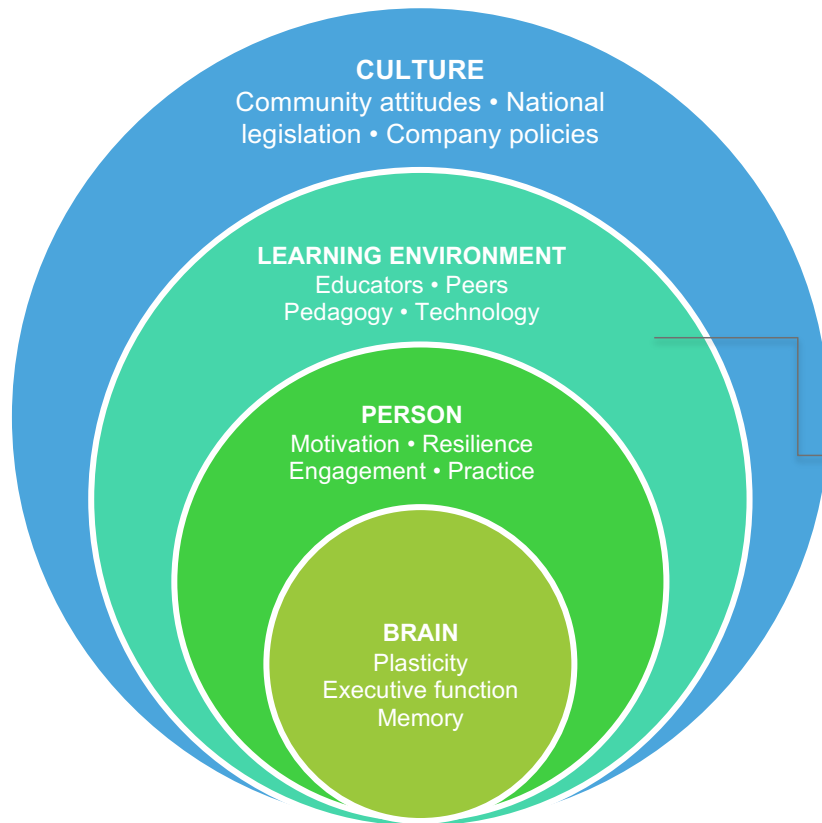 CULTURE
Community attitudes • National
legislation • Company policies
LEARNING ENVIRONMENT
Educators • Peers
Pedagogy • Technology
PERSON
Motivation • Resilience
Engagement • Practice
BRAIN
Plasticity
Executive function
Memory